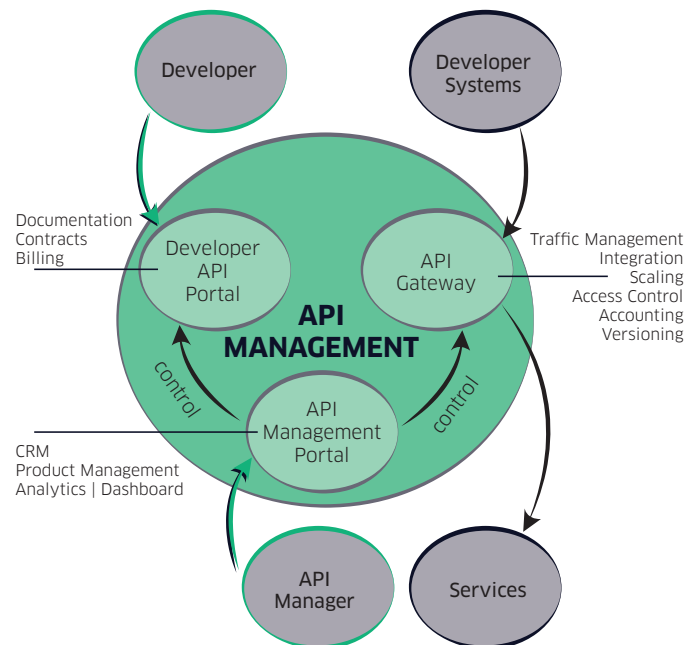 Developer
Developer
Systems
Documentation
Contracts
Billing
Developer
API
Portal
API
Gateway
Traffic Management
Integration
Scaling
Access Control
Accounting
Versioning
API
MANAGEMENT
control
control
API
Management
Portal
CRM
Product Management
Analytics | Dashboard
API
Manager
Services